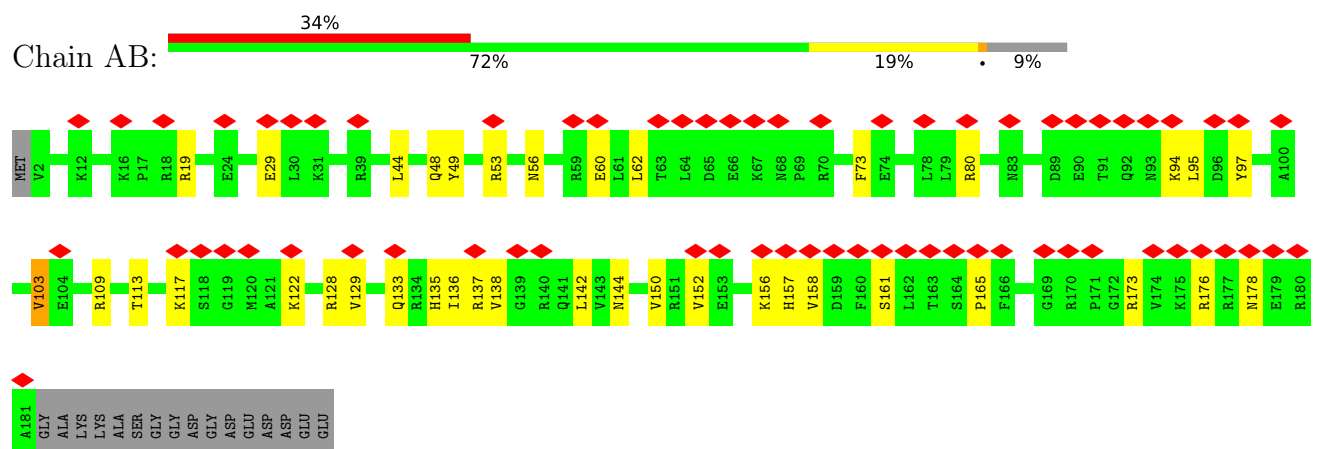 34%
Chain AB:
72% 19% • 9%
MET V2 K12 K16 P17 R18 R19 E24 E29 L30 K31 R39 L44 Q48 Y49 R53 N56 R59 E60 L61 L62 T63 L64 D65 E66 K67 N68 P69 R70 F73 E74 L78 L79 R80 N83 D89 E90 T91 Q92 N93 K94 L95 D96 Y97 A100
V103 E104 R109 T113 K117 S118 G119 M120 A121 K122 R128 V129 Q133 R134 H135 I136 R137 V138 G139 R140 Q141 L142 V143 N144 V150 R151 V152 E153 K156 H157 V158 D159 F160 S161 L162 T163 S164 P165 F166 G169 R170 P171 G172 R173 V174 K175 R176 R177 N178 E179 R180
A181 GLY ALA LYS LYS ALA SER GLY GLY ASP GLY ASP GLU ASP ASP GLU GLU